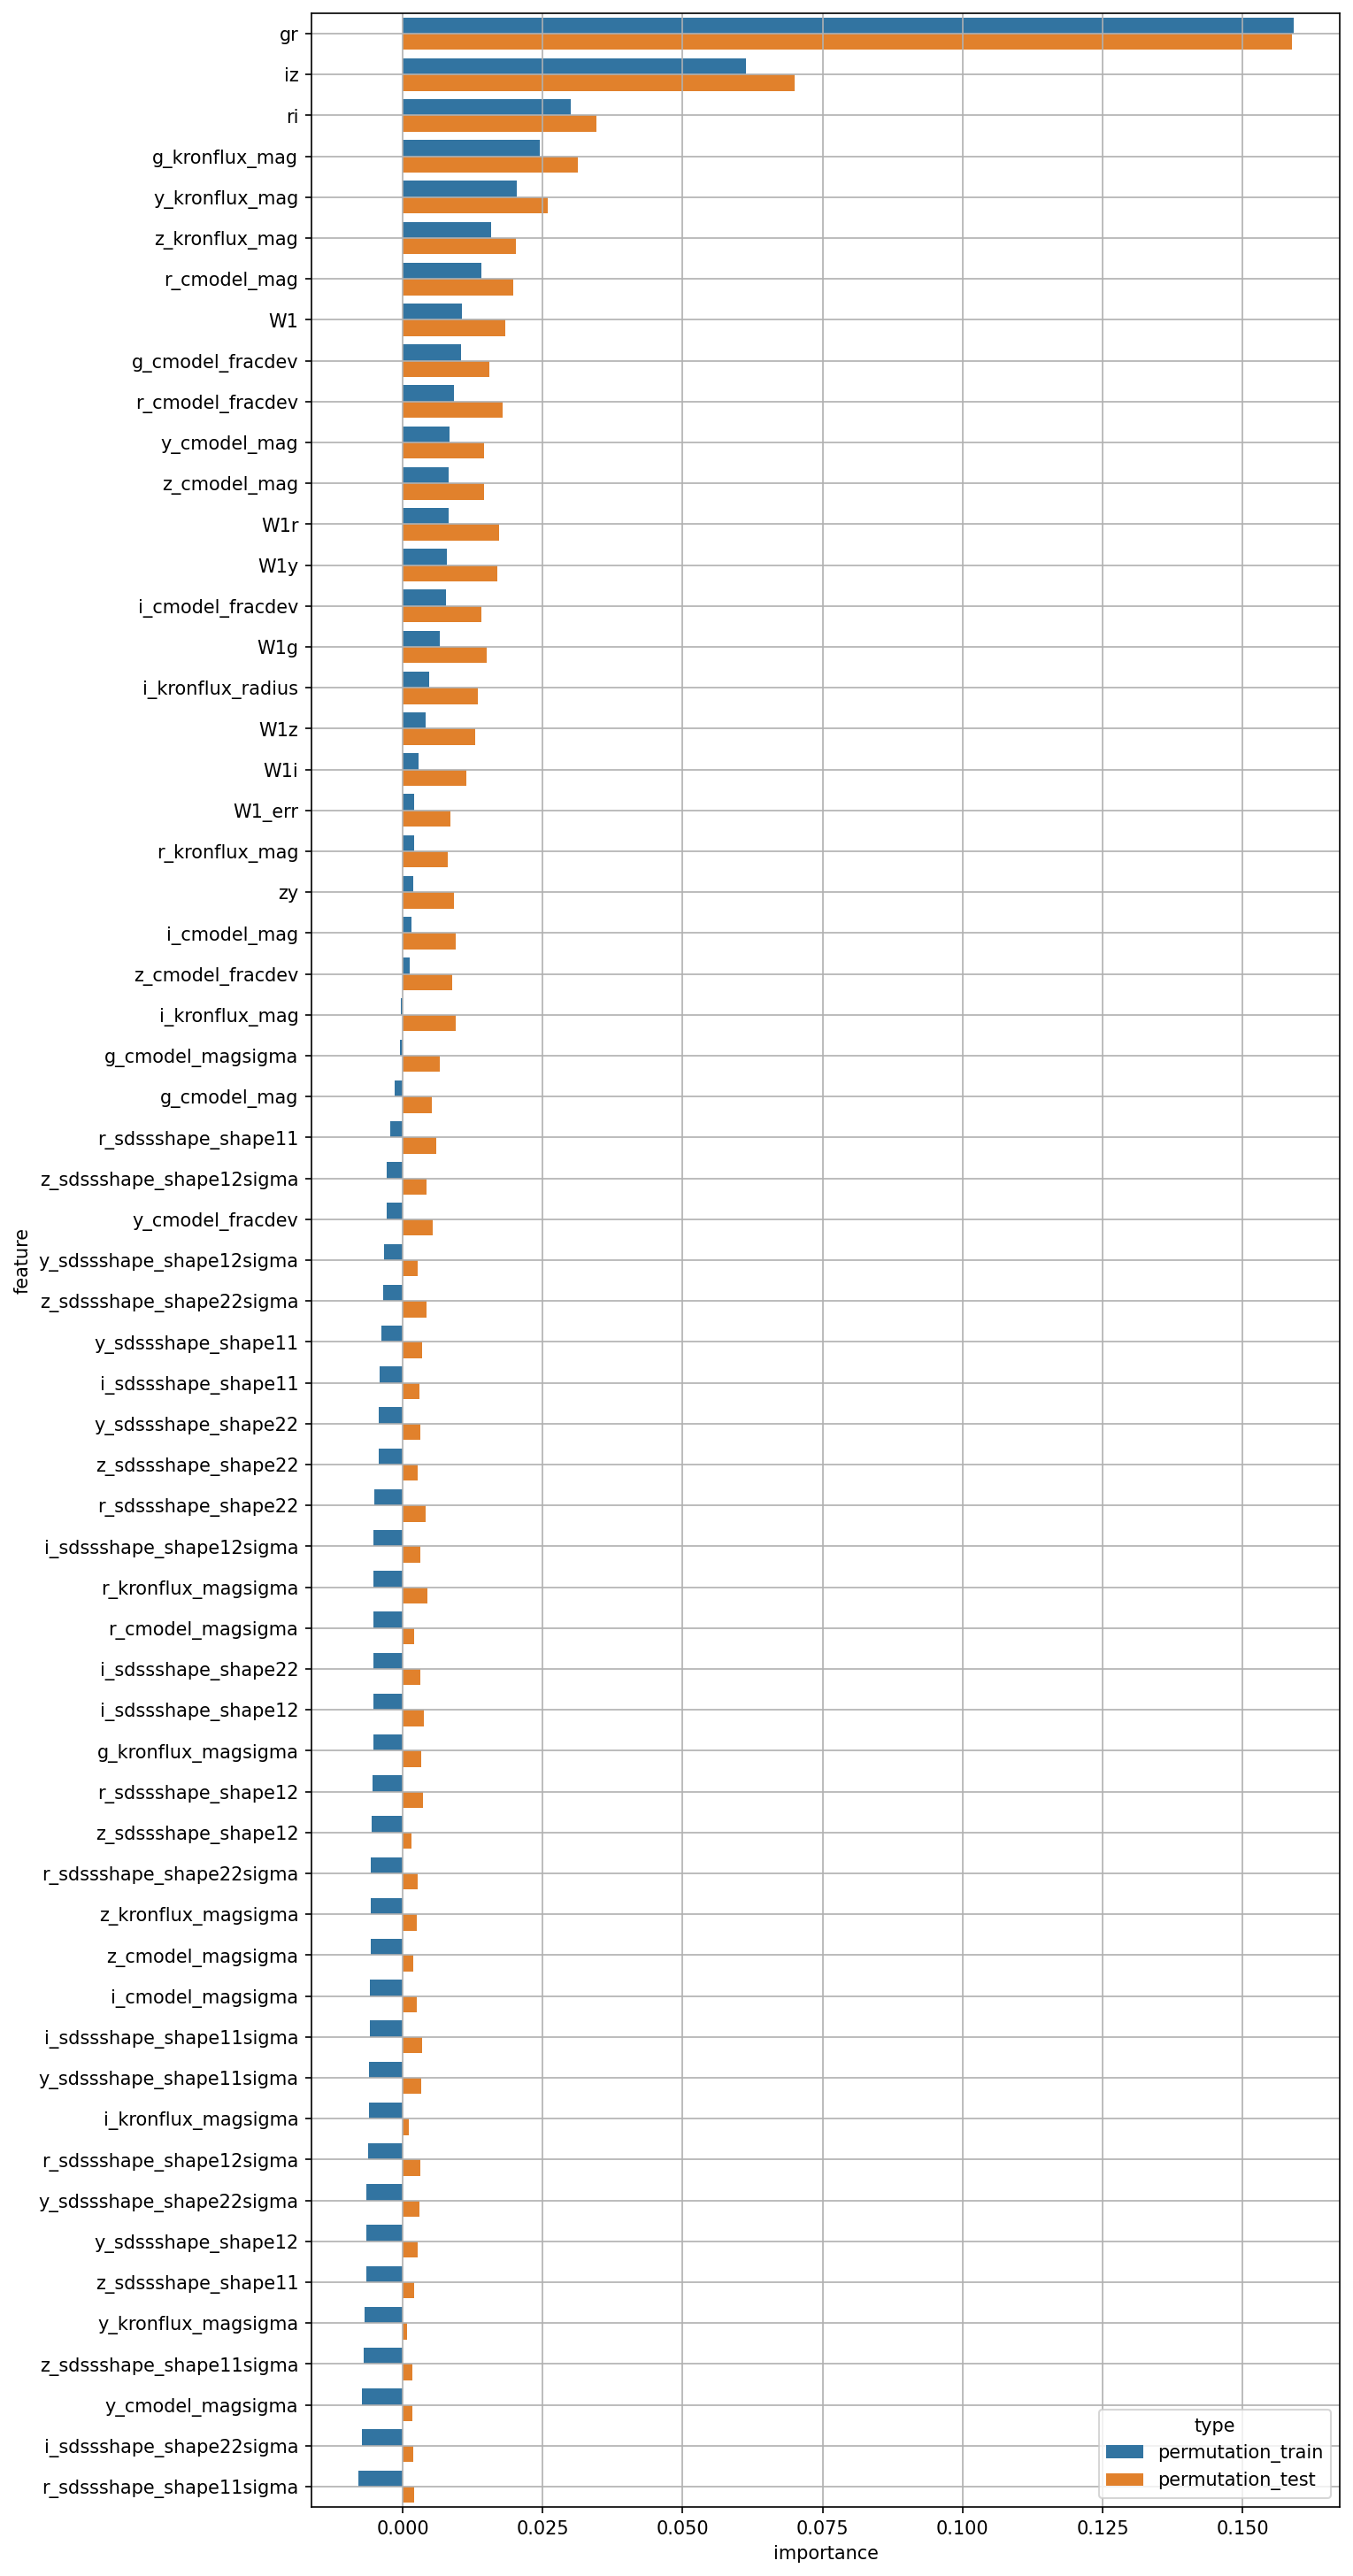 gr
iz
ri
g_kronflux_mag
y_kronflux_mag
z_kronflux_mag
r_cmodel_mag
W1
g_cmodel_fracdev
r_cmodel_fracdev
y_cmodel_mag
z_cmodel_mag
W1r
W1y
i_cmodel_fracdev
W1g
i_kronflux_radius
W1z
W1i
W1_err
r_kronflux_mag
zy
i_cmodel_mag
z_cmodel_fracdev
i_kronflux_mag
g_cmodel_magsigma
g_cmodel_mag
r_sdssshape_shape11
z_sdssshape_shape12sigma
y_cmodel_fracdev
y_sdssshape_shape12sigma
z_sdssshape_shape22sigma
y_sdssshape_shape11
i_sdssshape_shape11
y_sdssshape_shape22
z_sdssshape_shape22
r_sdssshape_shape22
i_sdssshape_shape12sigma
r_kronflux_magsigma
r_cmodel_magsigma
i_sdssshape_shape22
i_sdssshape_shape12
g_kronflux_magsigma
r_sdssshape_shape12
z_sdssshape_shape12
r_sdssshape_shape22sigma
z_kronflux_magsigma
z_cmodel_magsigma
i_cmodel_magsigma
i_sdssshape_shape11sigma
y_sdssshape_shape11sigma
i_kronflux_magsigma
r_sdssshape_shape12sigma
y_sdssshape_shape22sigma
y_sdssshape_shape12
z_sdssshape_shape11
y_kronflux_magsigma
z_sdssshape_shape11sigma
y_cmodel_magsigma
i_sdssshape_shape22sigma
r_sdssshape_shape11sigma
feature
type
permutation_train
permutation_test
0.000 0.025 0.050 0.075 0.100 0.125 0.150
importance